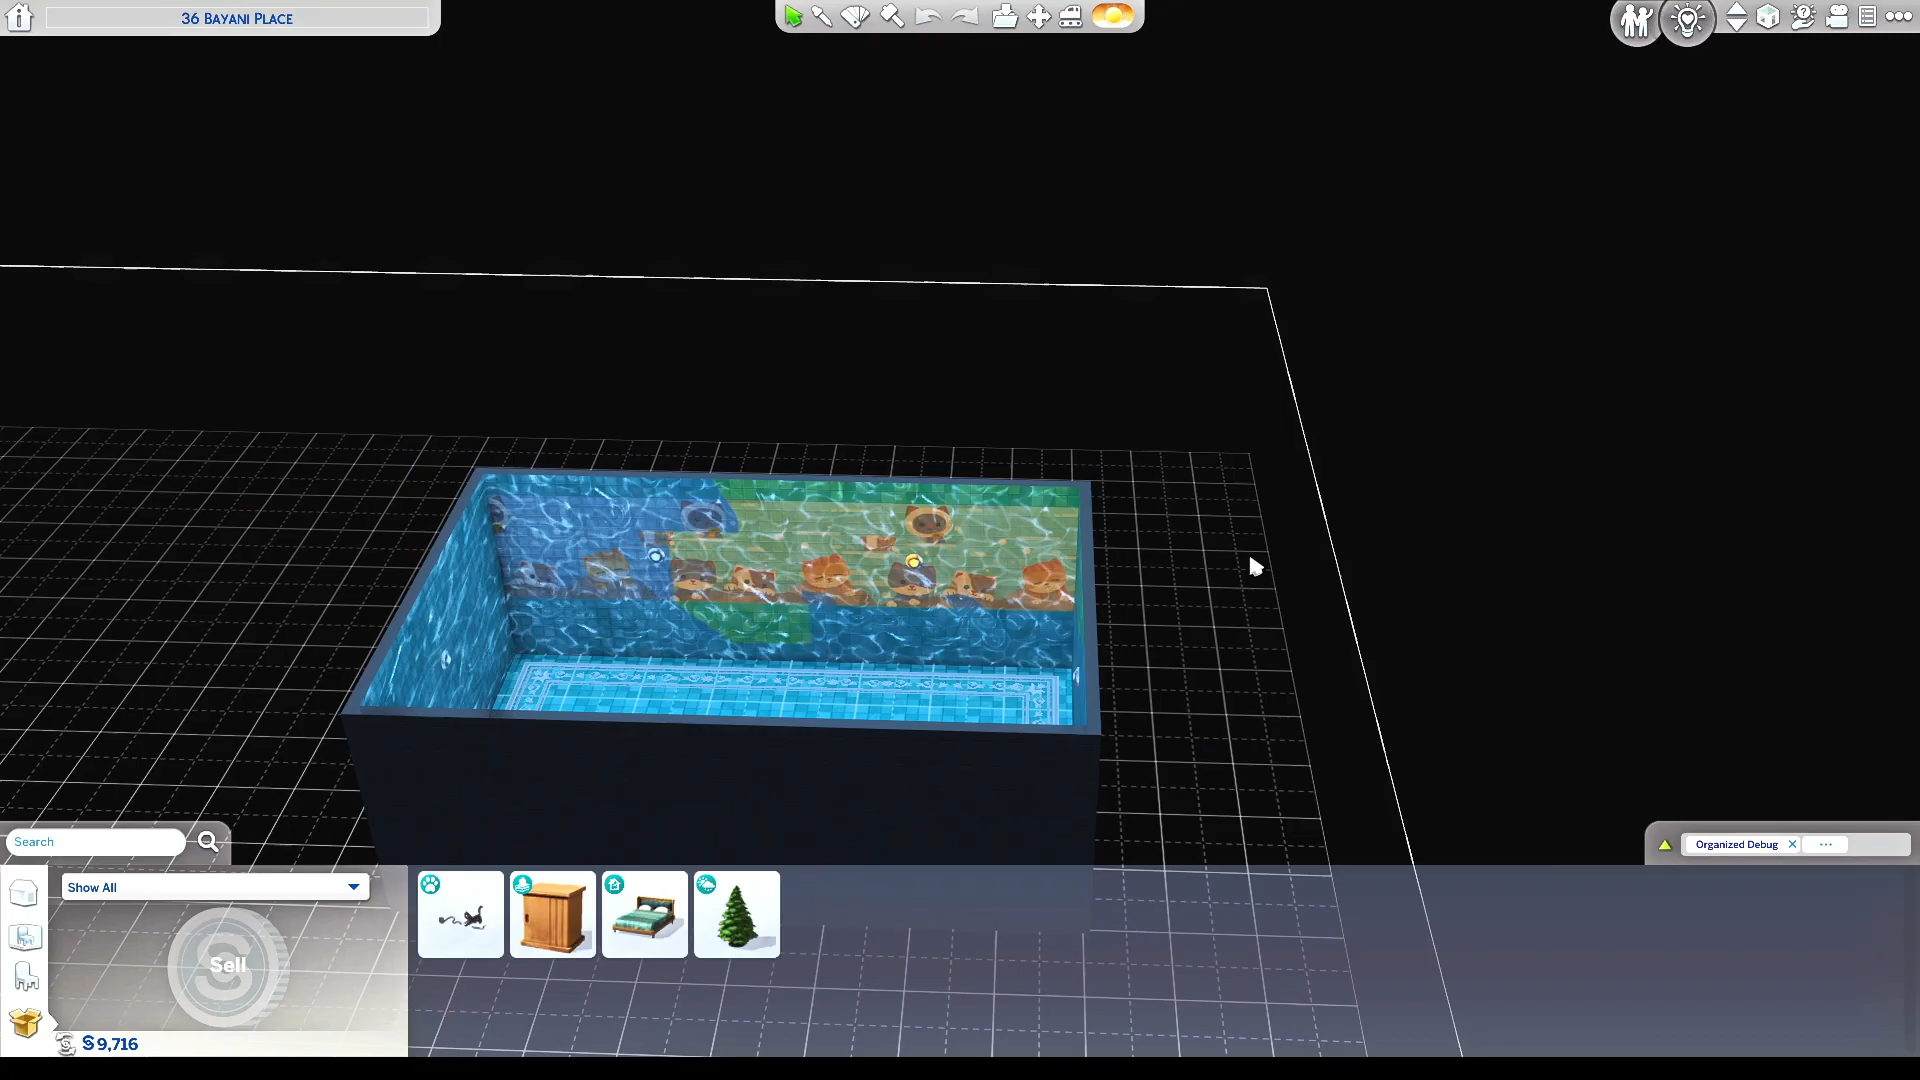 36 BAYANI PLACE
Search
Organized Debug
Show All
Sell
§9,716